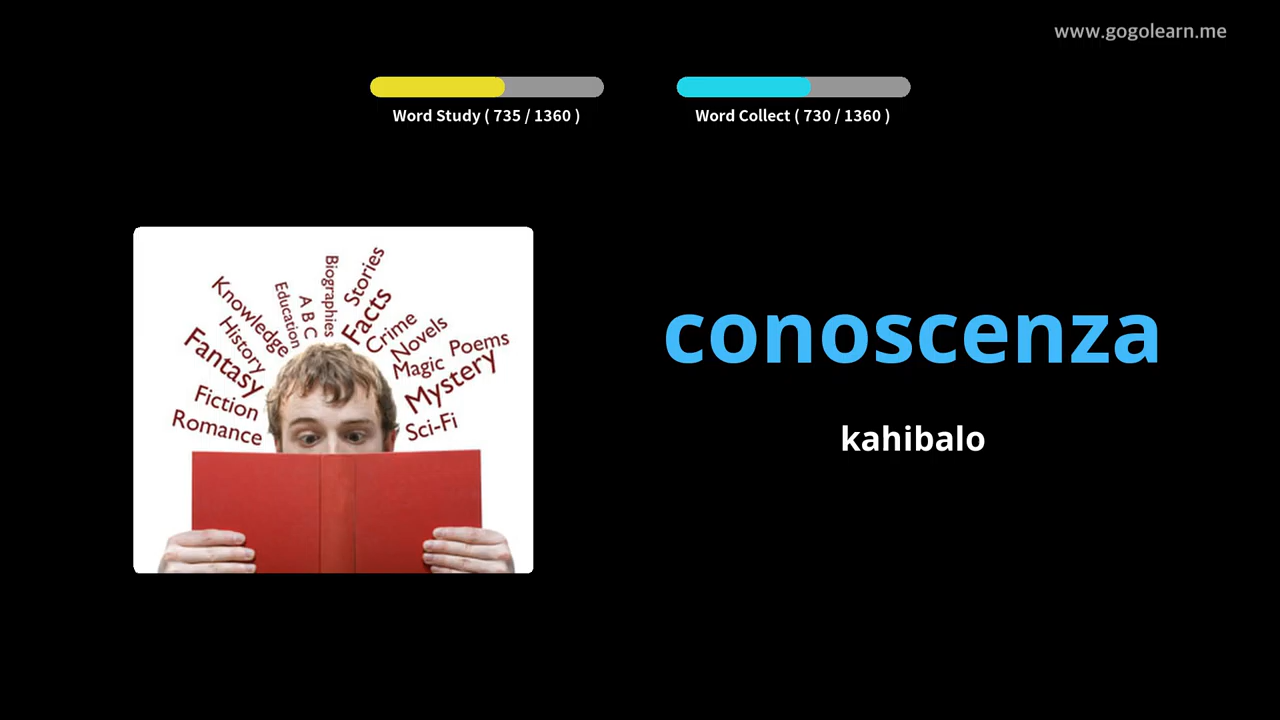 www.gogolearn.me
Word Study ( 735 / 1360 )
Word Collect ( 730 / 1360 )
Stories
Biographies
Education
A B C
Knowledge
Facts
Crime
History
Novels
Poems
Fantasy
Magic
Mystery
Fiction
Sci-Fi
Romance
conoscenza
kahibalo